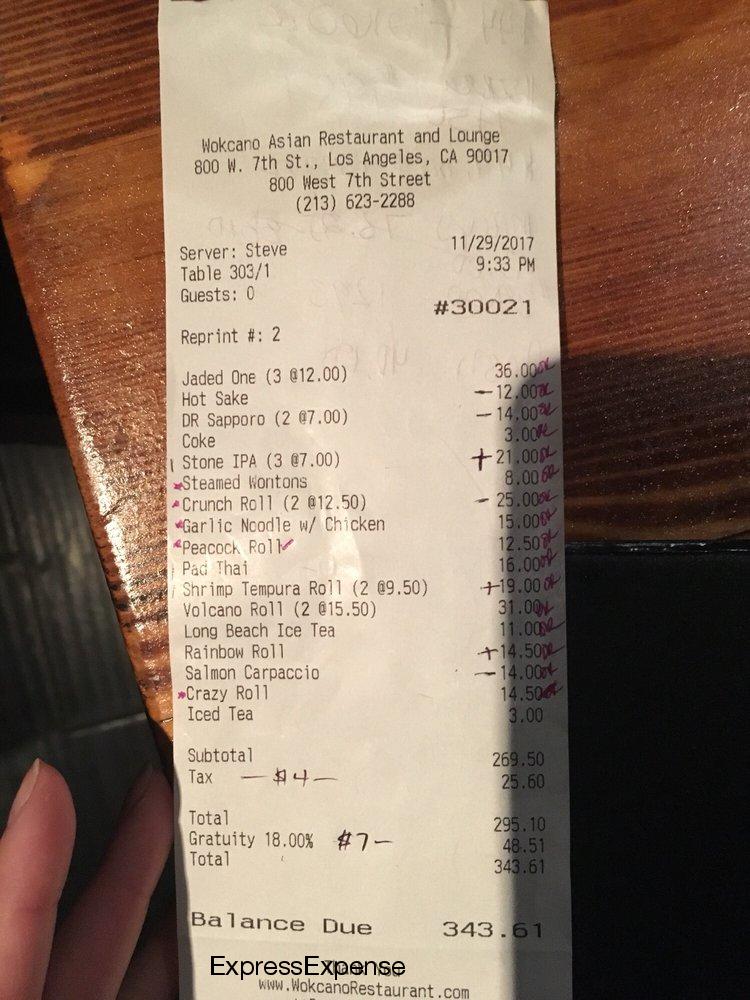 Wokcano Asian Restaurant and Lounge
800 W. 7th St., Los Angeles, CA 90017
800 West 7th Street
(213) 623-2288
Server: Steve 11/29/2017
Table 303/1 9:33 PM
Guests: 0
#30021
Reprint #: 2
Jaded One (3 @12.00) 36.00
Hot Sake - 12.00
DR Sapporo (2 @7.00) - 14.00
Coke 3.00
Stone IPA (3 @7.00) + 21.00
Steamed Wontons 8.00
Crunch Roll (2 @12.50) - 25.00
Garlic Noodle w/ Chicken 15.00
Peacock Roll ✓ 12.50
Pad Thai 16.00
Shrimp Tempura Roll (2 @9.50) + 19.00
Volcano Roll (2 @15.50) 31.00
Long Beach Ice Tea 11.00
Rainbow Roll + 14.50
Salmon Carpaccio - 14.00
Crazy Roll 14.50
Iced Tea 3.00
Subtotal 269.50
Tax — $4 — 25.60
Total 295.10
Gratuity 18.00% $7— 48.51
Total 343.61
Balance Due 343.61
ExpressExpense
Thank You
www.WokcanoRestaurant.com